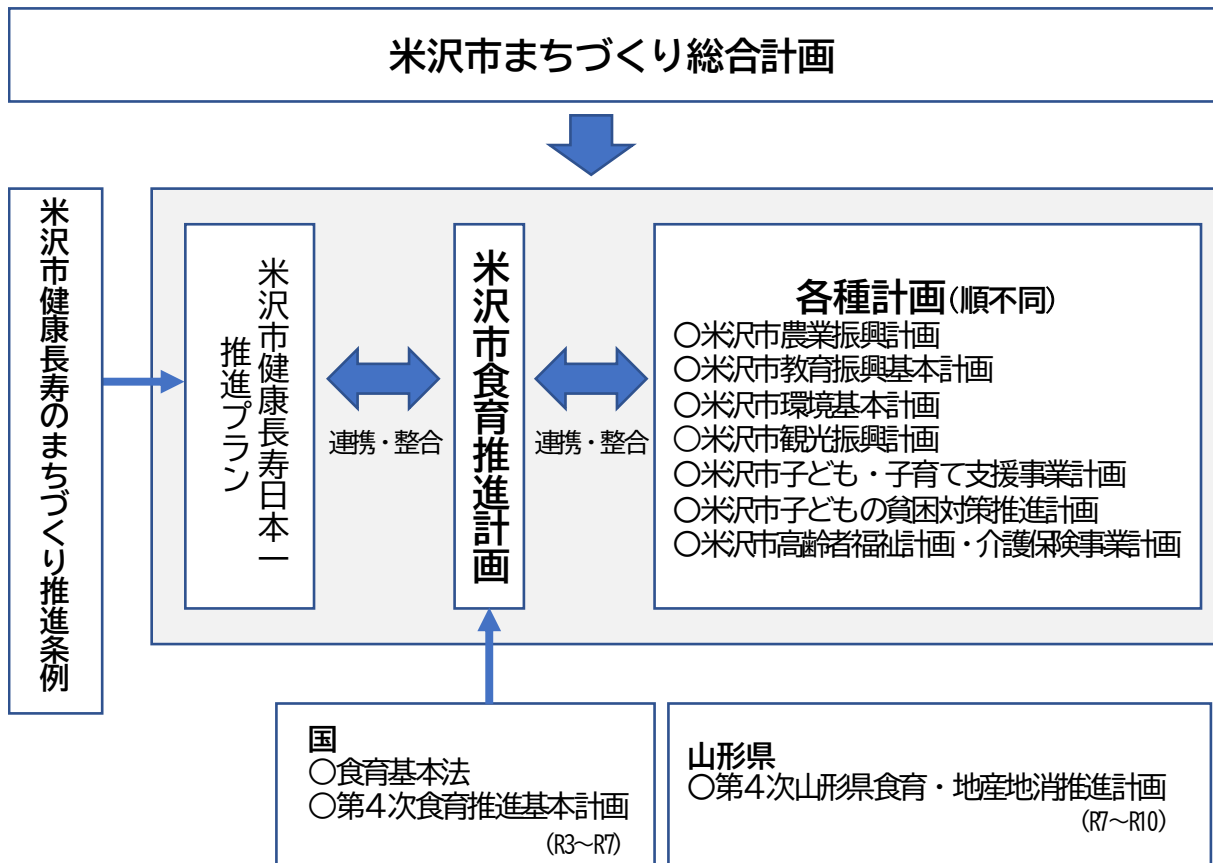 米沢市まちづくり総合計画
米沢市健康長寿のまちづくり推進条例
米沢市健康長寿日本一
推進プラン
連携・整合
米沢市食育推進計画
連携・整合
各種計画(順不同)
〇米沢市農業振興計画
〇米沢市教育振興基本計画
〇米沢市環境基本計画
〇米沢市観光振興計画
〇米沢市子ども・子育て支援事業計画
〇米沢市子どもの貧困対策推進計画
〇米沢市高齢者福祉計画・介護保険事業計画
国
〇食育基本法
〇第4次食育推進基本計画
(R3～R7)
山形県
〇第4次山形県食育・地産地消推進計画
(R7～R10)